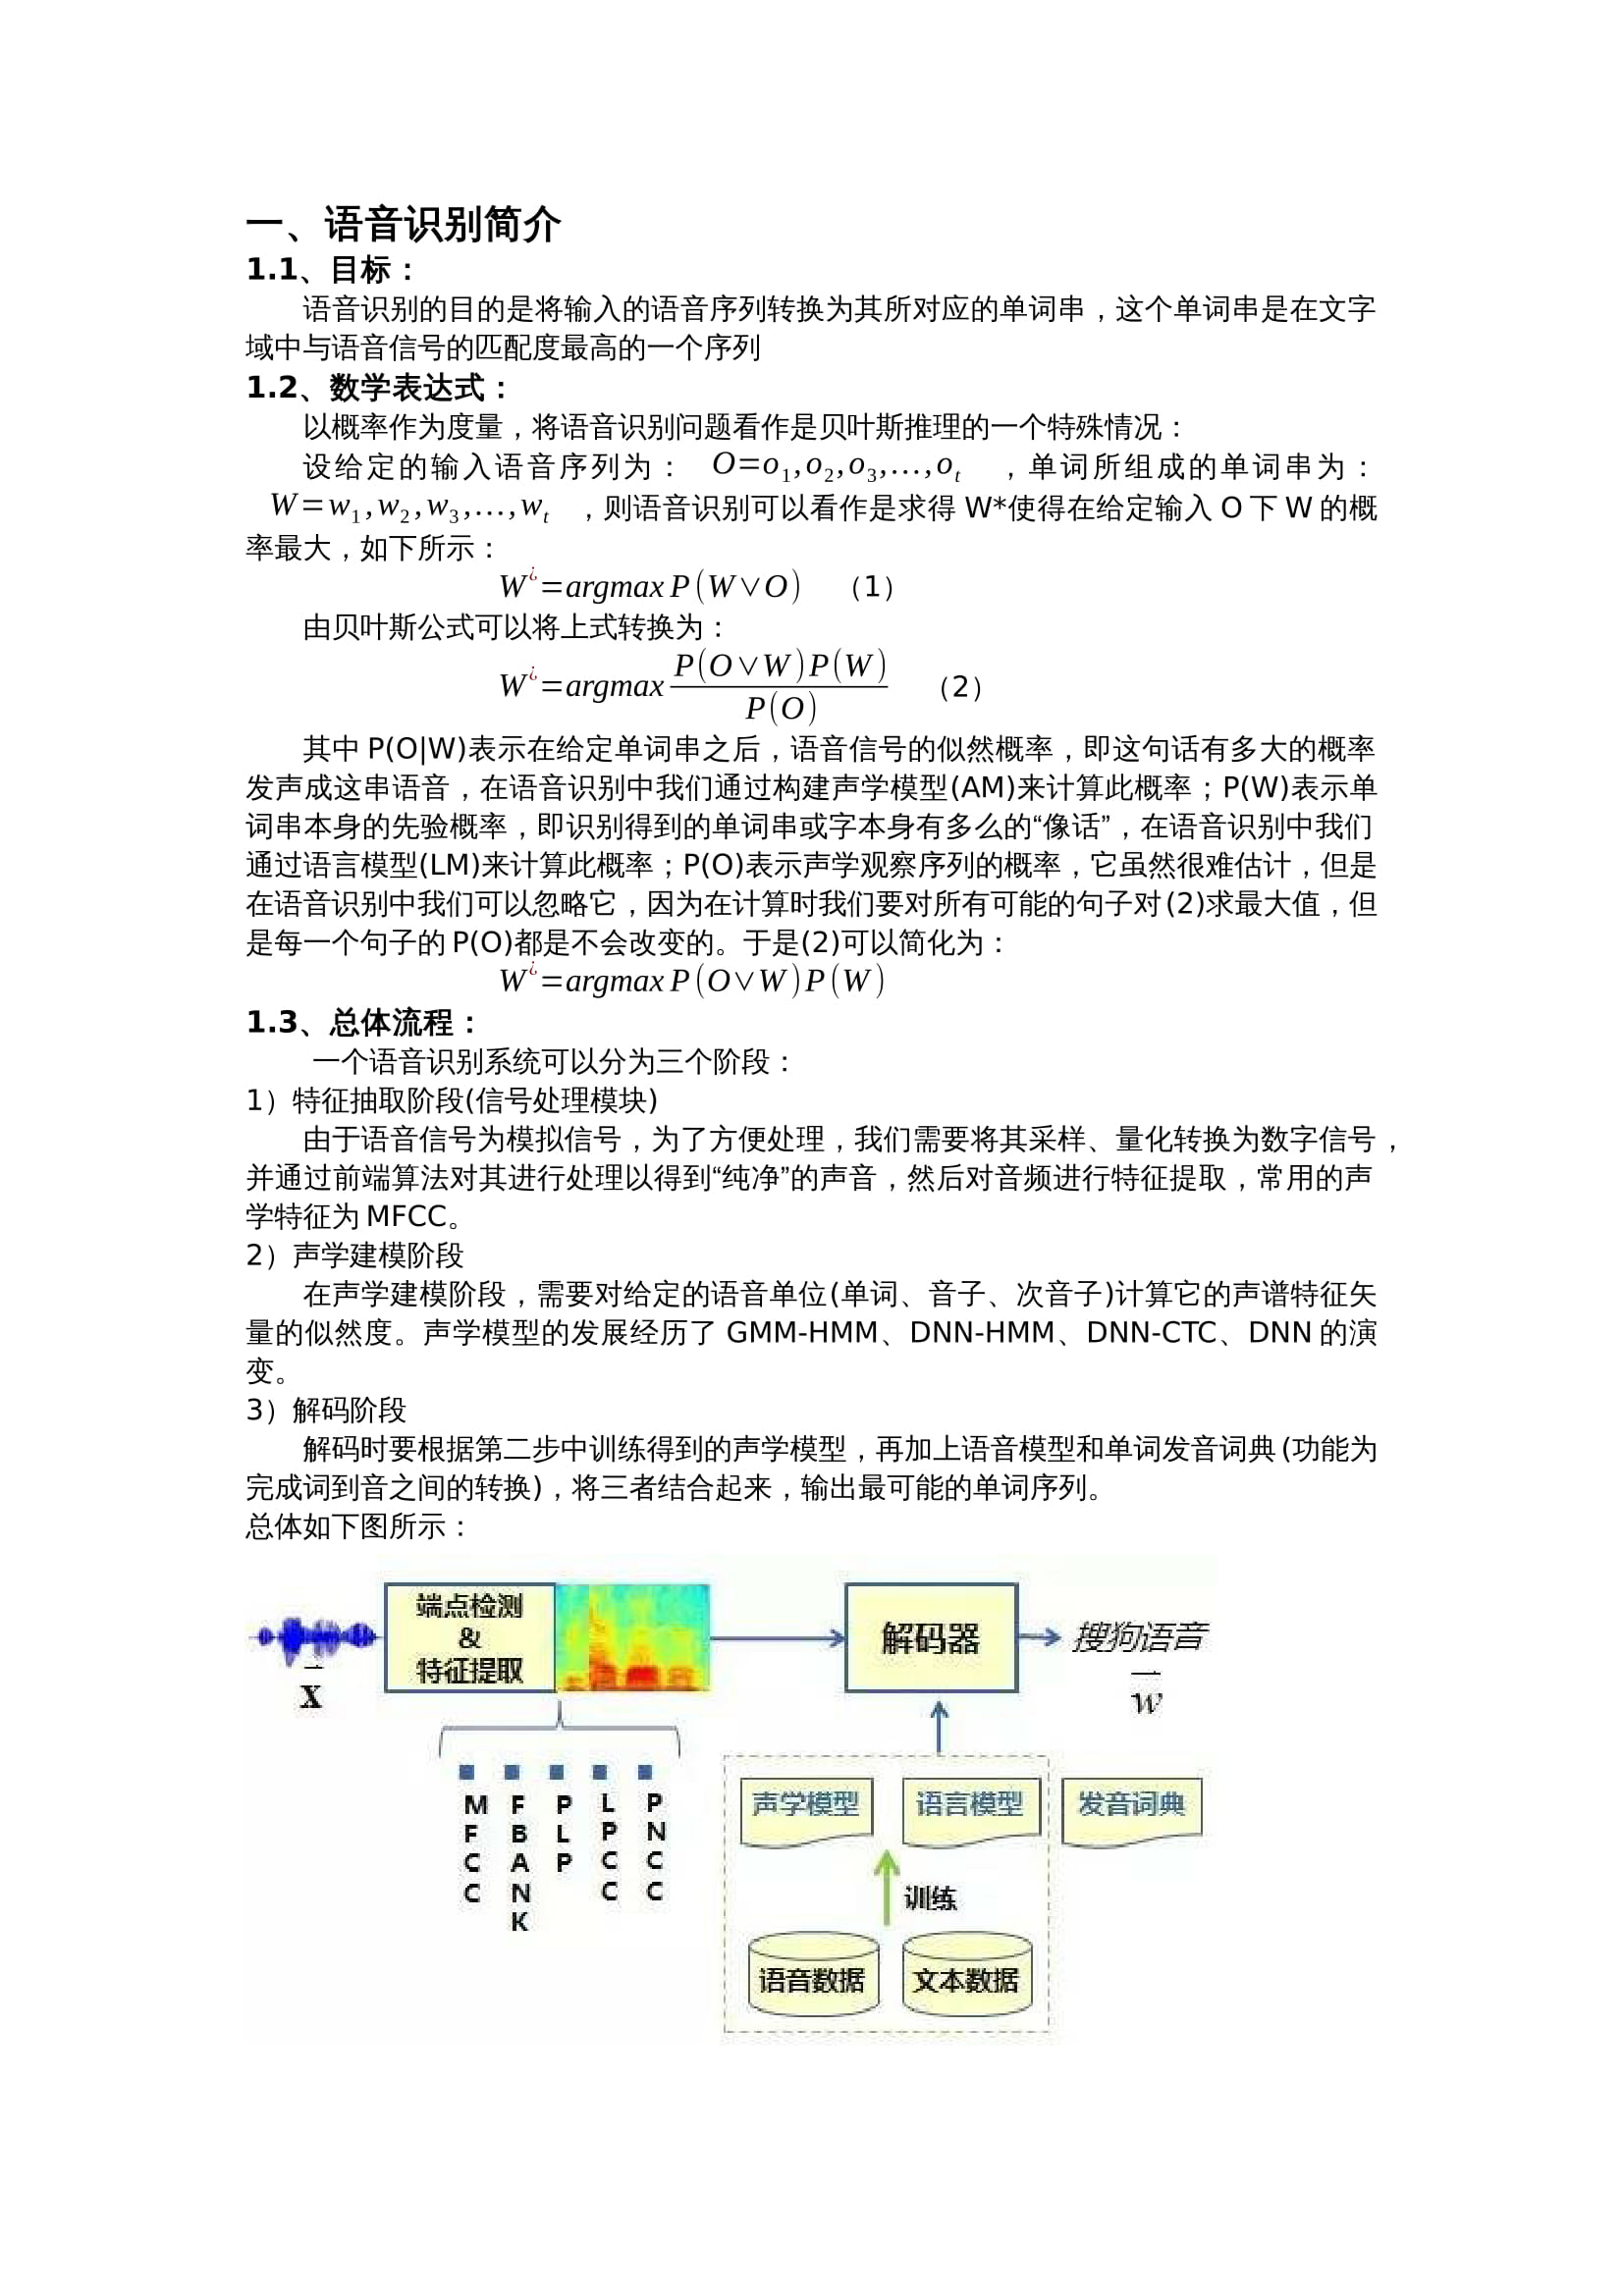 一、语音识别简介
1.1、目标：
语音识别的目的是将输入的语音序列转换为其所对应的单词串，这个单词串是在文字
域中与语音信号的匹配度最高的一个序列
1.2、数学表达式：
以概率作为度量，将语音识别问题看作是贝叶斯推理的一个特殊情况：
设给定的输入语音序列为： O=o₁,o₂,o₃,…,oₜ ，单词所组成的单词串为：
W=w₁,w₂,w₃,…,wₜ ，则语音识别可以看作是求得 W*使得在给定输入 O 下 W 的概
率最大，如下所示：
W^¿=argmax P(W∨O) （1）
由贝叶斯公式可以将上式转换为：
W^¿=argmax P(O∨W)P(W) / P(O) （2）
其中 P(O|W)表示在给定单词串之后，语音信号的似然概率，即这句话有多大的概率
发声成这串语音，在语音识别中我们通过构建声学模型(AM)来计算此概率；P(W)表示单
词串本身的先验概率，即识别得到的单词串或字本身有多么的“像话”，在语音识别中我们
通过语言模型(LM)来计算此概率；P(O)表示声学观察序列的概率，它虽然很难估计，但是
在语音识别中我们可以忽略它，因为在计算时我们要对所有可能的句子对(2)求最大值，但
是每一个句子的 P(O)都是不会改变的。于是(2)可以简化为：
W^¿=argmax P(O∨W)P(W)
1.3、总体流程：
一个语音识别系统可以分为三个阶段：
1）特征抽取阶段(信号处理模块)
由于语音信号为模拟信号，为了方便处理，我们需要将其采样、量化转换为数字信号，
并通过前端算法对其进行处理以得到“纯净”的声音，然后对音频进行特征提取，常用的声
学特征为 MFCC。
2）声学建模阶段
在声学建模阶段，需要对给定的语音单位(单词、音子、次音子)计算它的声谱特征矢
量的似然度。声学模型的发展经历了 GMM-HMM、DNN-HMM、DNN-CTC、DNN 的演
变。
3）解码阶段
解码时要根据第二步中训练得到的声学模型，再加上语音模型和单词发音词典(功能为
完成词到音之间的转换)，将三者结合起来，输出最可能的单词序列。
总体如下图所示：
端点检测
&
特征提取
解码器
搜狗语音
X
w
MFCC
FBANK
PLP
LPCC
PNCC
声学模型
语言模型
发音词典
训练
语音数据
文本数据